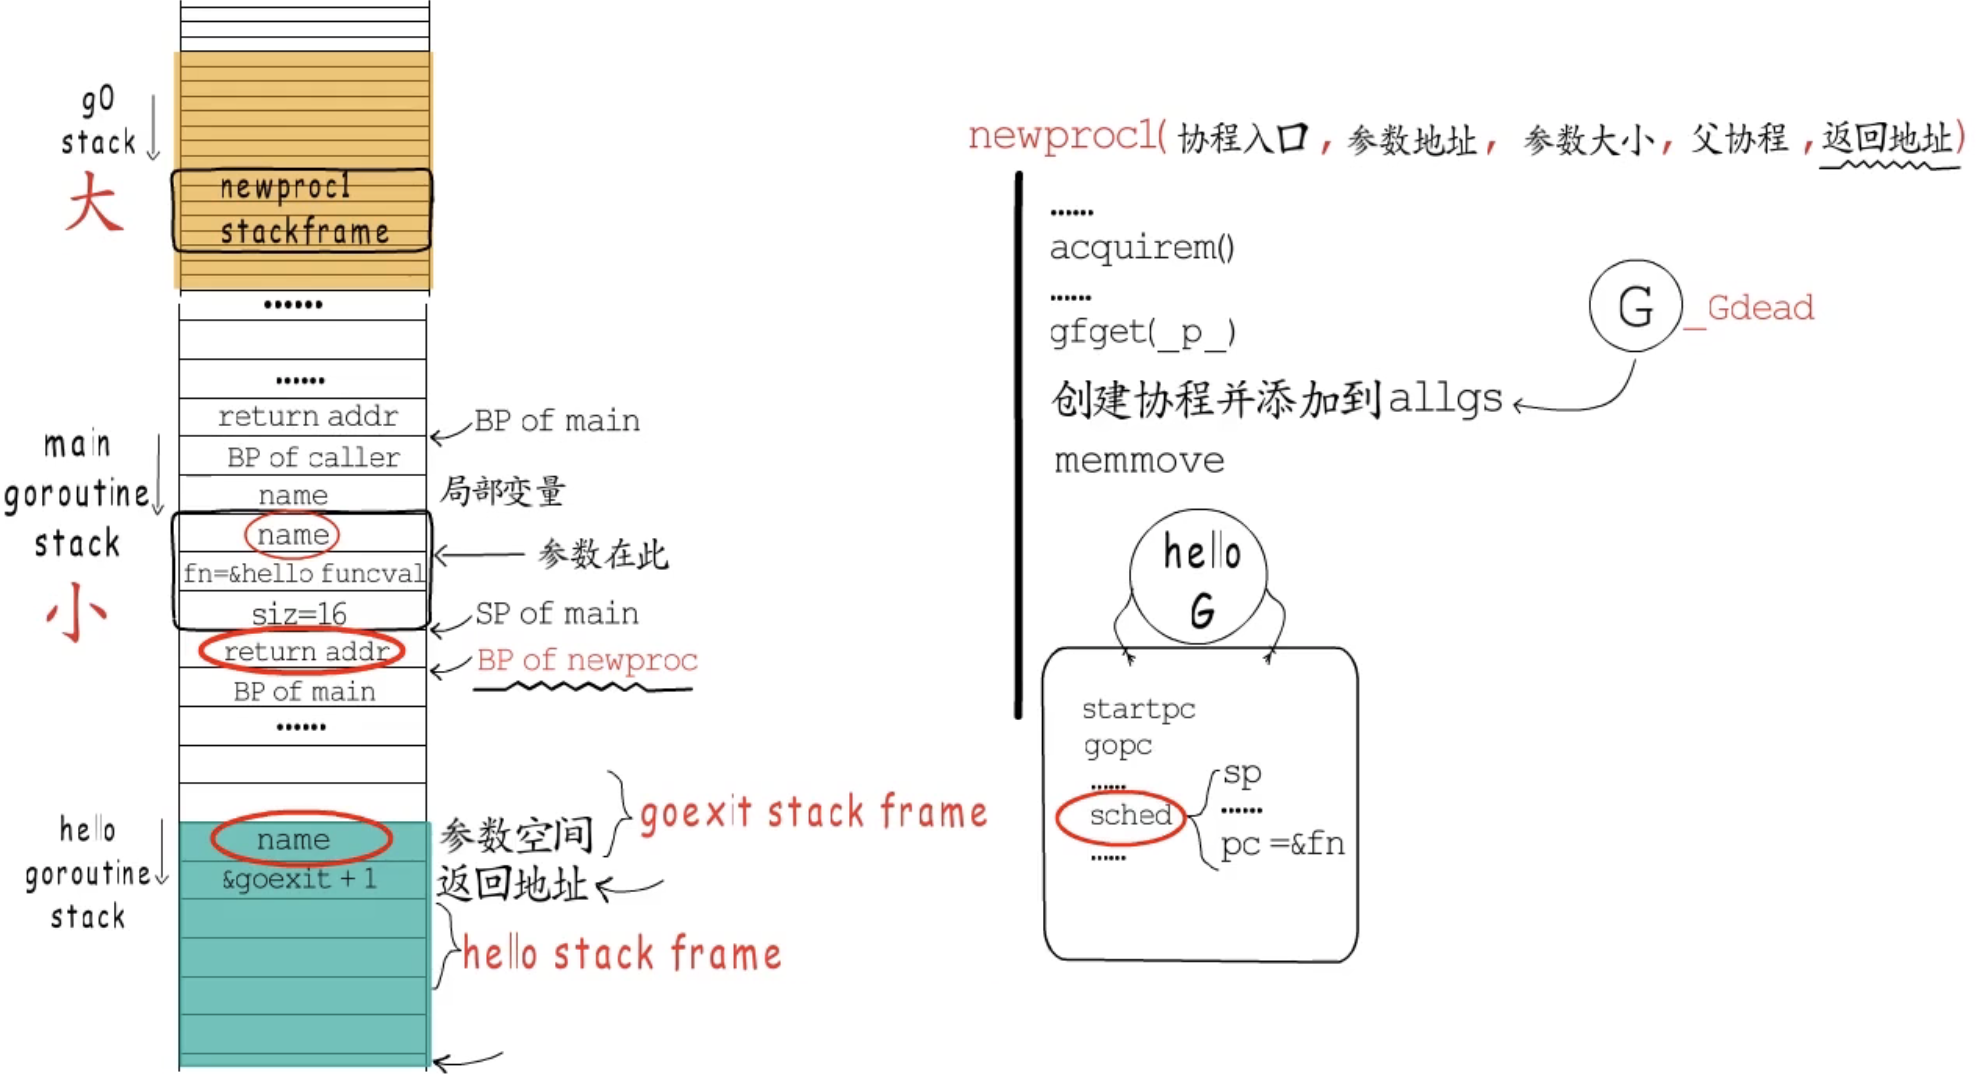 g0
stack
大
newproc1
stackframe
......
......
return addr
BP of main
BP of caller
name
局部变量
main
goroutine
stack
小
name
参数在此
fn=&hello funcval
siz=16
SP of main
return addr
BP of newproc
BP of main
......
hello
goroutine
stack
name
参数空间
goexit stack frame
&goexit + 1
返回地址
hello stack frame
newproc1( 协程入口 , 参数地址 , 参数大小 , 父协程 , 返回地址)
......
acquirem()
......
gfget(_p_)
G
_Gdead
创建协程并添加到allgs
memmove
hello
G
startpc
gopc
......
sched
......
sp
......
pc =&fn